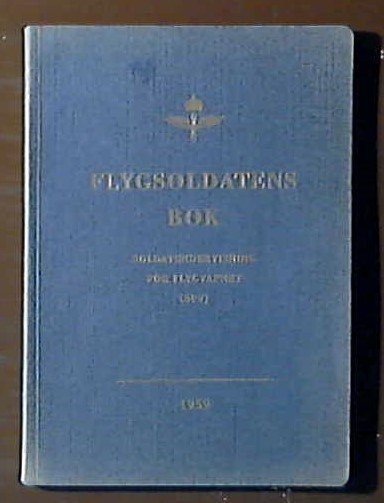 FLYGSOLDATENS
BOK
SOLDATUNDERVISNING
FÖR FLYGVAPNET
1959